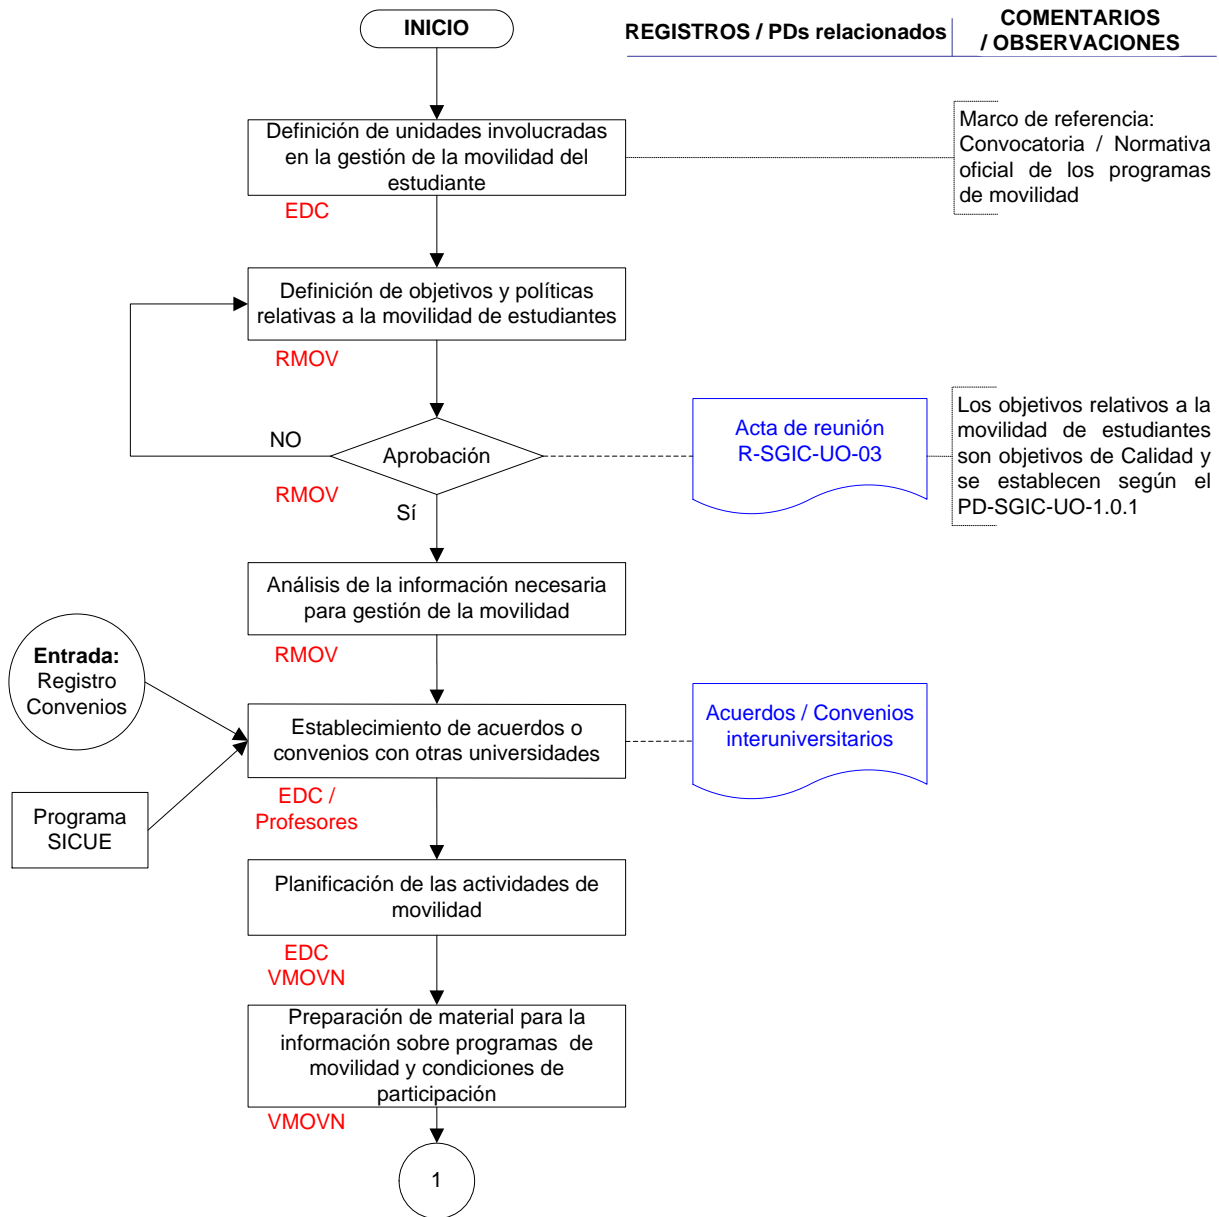 INICIO
REGISTROS / PDs relacionados
COMENTARIOS
/ OBSERVACIONES
Definición de unidades involucradas
en la gestión de la movilidad del
estudiante
EDC
Marco de referencia:
Convocatoria / Normativa
oficial de los programas
de movilidad
Definición de objetivos y políticas
relativas a la movilidad de estudiantes
RMOV
NO
Aprobación
RMOV
Sí
Acta de reunión
R-SGIC-UO-03
Los objetivos relativos a la
movilidad de estudiantes
son objetivos de Calidad y
se establecen según el
PD-SGIC-UO-1.0.1
Análisis de la información necesaria
para gestión de la movilidad
RMOV
Entrada:
Registro
Convenios
Establecimiento de acuerdos o
convenios con otras universidades
Acuerdos / Convenios
interuniversitarios
EDC /
Profesores
Programa
SICUE
Planificación de las actividades de
movilidad
EDC
VMOVN
Preparación de material para la
información sobre programas de
movilidad y condiciones de
participación
VMOVN
1